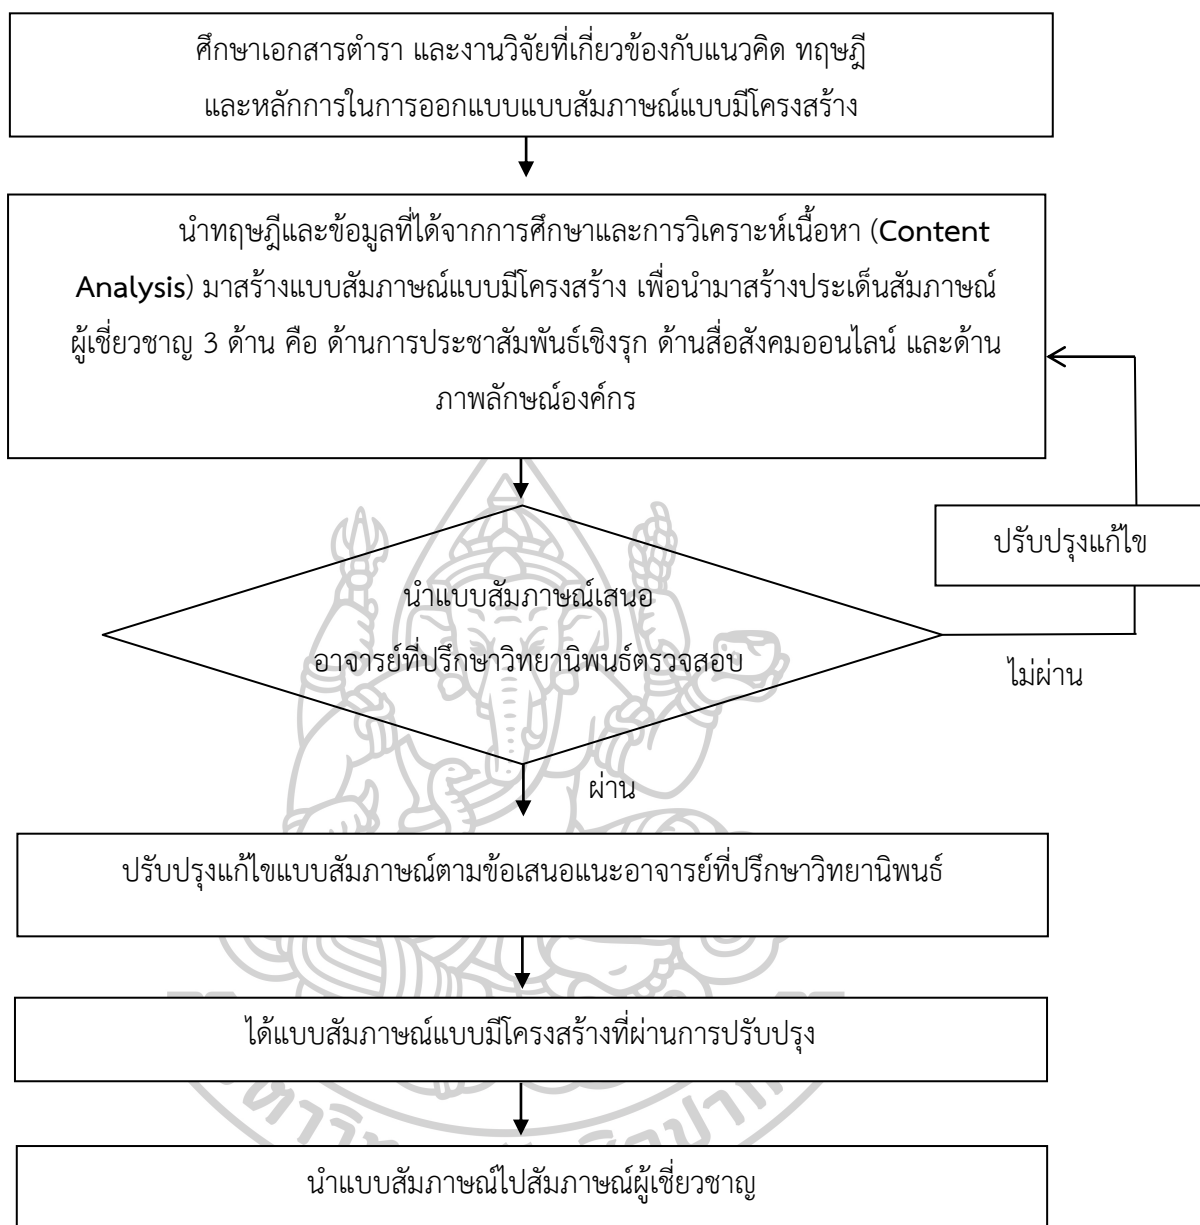 ศึกษาเอกสารตำรา และงานวิจัยที่เกี่ยวข้องกับแนวคิด ทฤษฎี
และหลักการในการออกแบบแบบสัมภาษณ์แบบมีโครงสร้าง
นำทฤษฎีและข้อมูลที่ได้จากการศึกษาและการวิเคราะห์เนื้อหา (Content
Analysis) มาสร้างแบบสัมภาษณ์แบบมีโครงสร้าง เพื่อนำมาสร้างประเด็นสัมภาษณ์
ผู้เชี่ยวชาญ 3 ด้าน คือ ด้านการประชาสัมพันธ์เชิงรุก ด้านสื่อสังคมออนไลน์ และด้าน
ภาพลักษณ์องค์กร
ปรับปรุงแก้ไข
นำแบบสัมภาษณ์เสนอ
อาจารย์ที่ปรึกษาวิทยานิพนธ์ตรวจสอบ
ไม่ผ่าน
ผ่าน
ปรับปรุงแก้ไขแบบสัมภาษณ์ตามข้อเสนอแนะอาจารย์ที่ปรึกษาวิทยานิพนธ์
ได้แบบสัมภาษณ์แบบมีโครงสร้างที่ผ่านการปรับปรุง
นำแบบสัมภาษณ์ไปสัมภาษณ์ผู้เชี่ยวชาญ